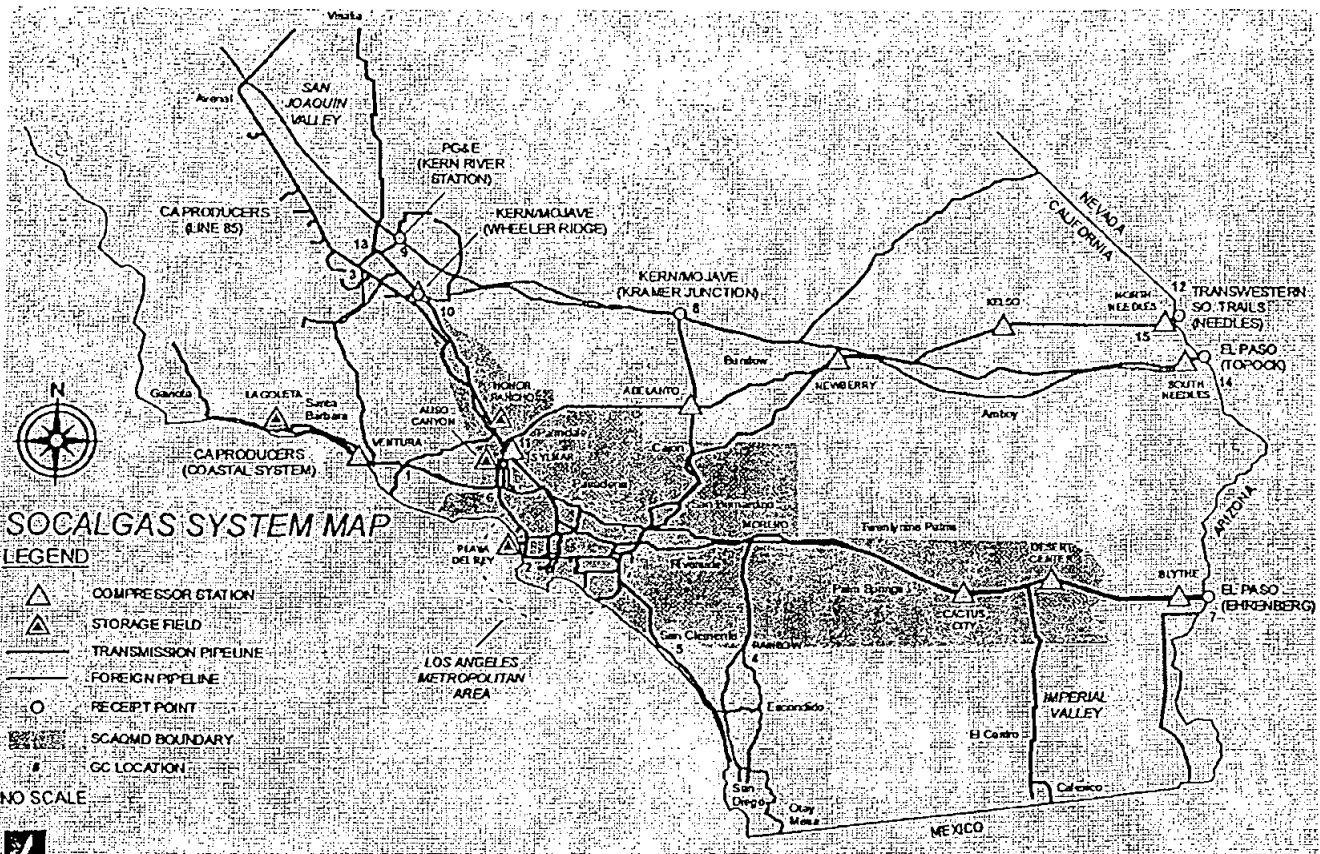 Visalia
Avenal
SAN
JOAQUIN
VALLEY
PG&E
(KERN RIVER
STATION)
CA PRODUCERS
(LINE 85)
KERN/MOJAVE
(WHEELER RIDGE)
13
9
3
10
KERN/MOJAVE
(KRAMER JUNCTION)
8
NEVADA
CALIFORNIA
12
TRANSWESTERN
SO. TRAILS
(NEEDLES)
KELSO
NORTH
NEEDLES
15
EL PASO
(TOPOCK)
14
SOUTH
NEEDLES
Barstow
NEWBERRY
Amboy
ADELANTO
HONOR
RANCHO
ALISO
CANYON
N
Gaviota
LA GOLETA
Santa
Barbara
VENTURA
CA PRODUCERS
(COASTAL SYSTEM)
1
11
Palmdale
SYLMAR
6
Cajon
Pasadena
San Bernardino
MORENO
Twentynine Palms
ARIZONA
SOCALGAS SYSTEM MAP
PLAYA
DEL REY
2
Riverside
Palm Springs
DESERT
CENTER
CACTUS
CITY
BLYTHE
EL PASO
(EHRENBERG)
7
LEGEND
COMPRESSOR STATION
STORAGE FIELD
TRANSMISSION PIPELINE
FOREIGN PIPELINE
RECEIPT POINT
SCAQMD BOUNDARY
#
GC LOCATION
NO SCALE
LOS ANGELES
METROPOLITAN
AREA
San Clemente
5
RAINBOW
4
Escondido
IMPERIAL
VALLEY
El Centro
San
Diego
Otay
Mesa
Calexico
MEXICO